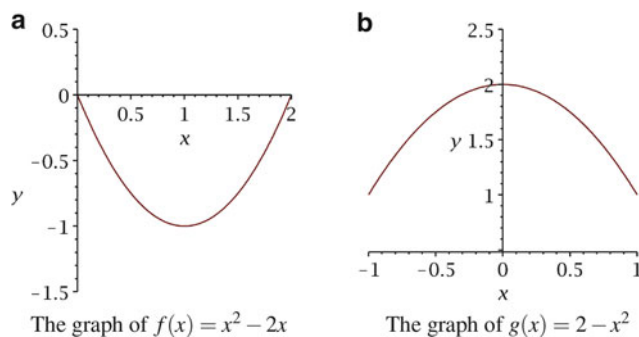 a
0.5
0
0.5
1
1.5
2
x
−0.5
y
−1
−1.5
The graph of f(x) = x² − 2x
b
2.5
2
y 1.5
1
−1
−0.5
0
0.5
1
x
The graph of g(x) = 2 − x²